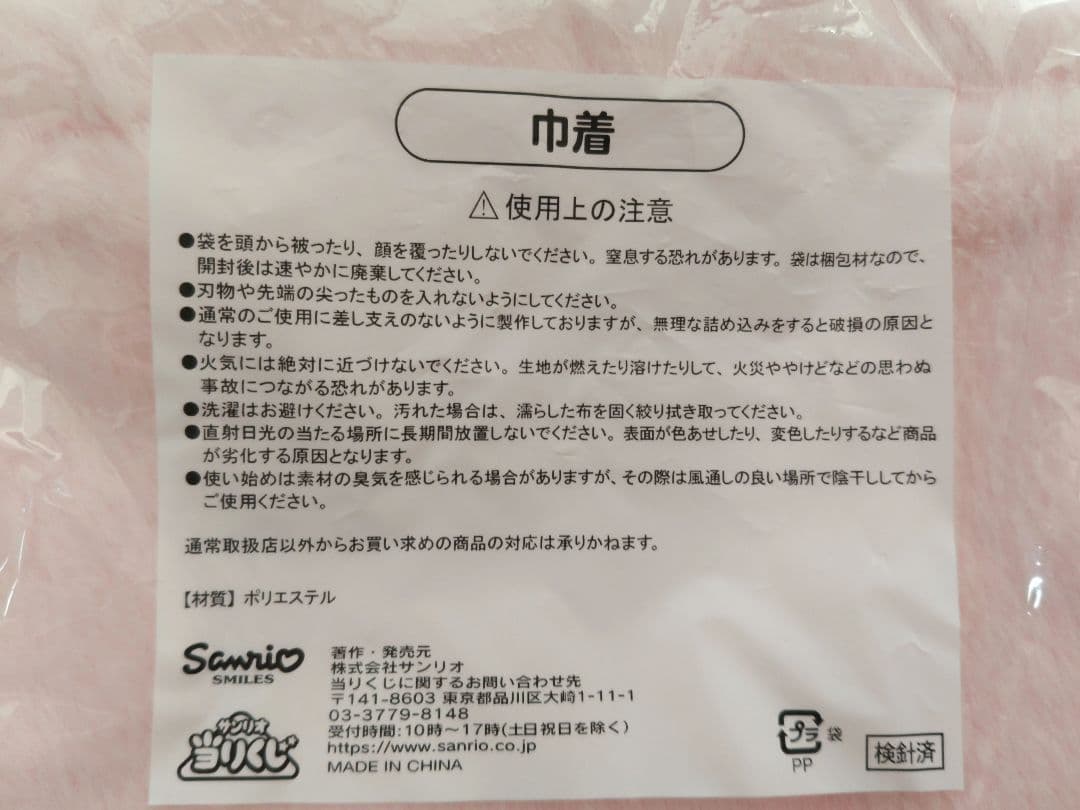 巾着
⚠使用上の注意
●袋を頭から被ったり、顔を覆ったりしないでください。窒息する恐れがあります。袋は梱包材なので、
開封後は速やかに廃棄してください。
●刃物や先端の尖ったものを入れないようにしてください。
●通常のご使用に差し支えのないように製作しておりますが、無理な詰め込みをすると破損の原因と
なります。
●火気には絶対に近づけないでください。生地が燃えたり溶けたりして、火災ややけどなどの思わぬ
事故につながる恐れがあります。
●洗濯はお避けください。汚れた場合は、濡らした布を固く絞り拭き取ってください。
●直射日光の当たる場所に長期間放置しないでください。表面が色あせしたり、変色したりするなど商品
が劣化する原因となります。
●使い始めは素材の臭気を感じられる場合がありますが、その際は風通しの良い場所で陰干ししてから
ご使用ください。
通常取扱店以外からお買い求めの商品の対応は承りかねます。
【材質】ポリエステル
Sanrio
SMILES
サンリオ
当りくじ
著作・発売元
株式会社サンリオ
当りくじに関するお問い合わせ先
〒141-8603 東京都品川区大崎1-11-1
03-3779-8148
受付時間:10時～17時(土日祝日を除く)
https://www.sanrio.co.jp
MADE IN CHINA
プラ 袋
PP
検針済